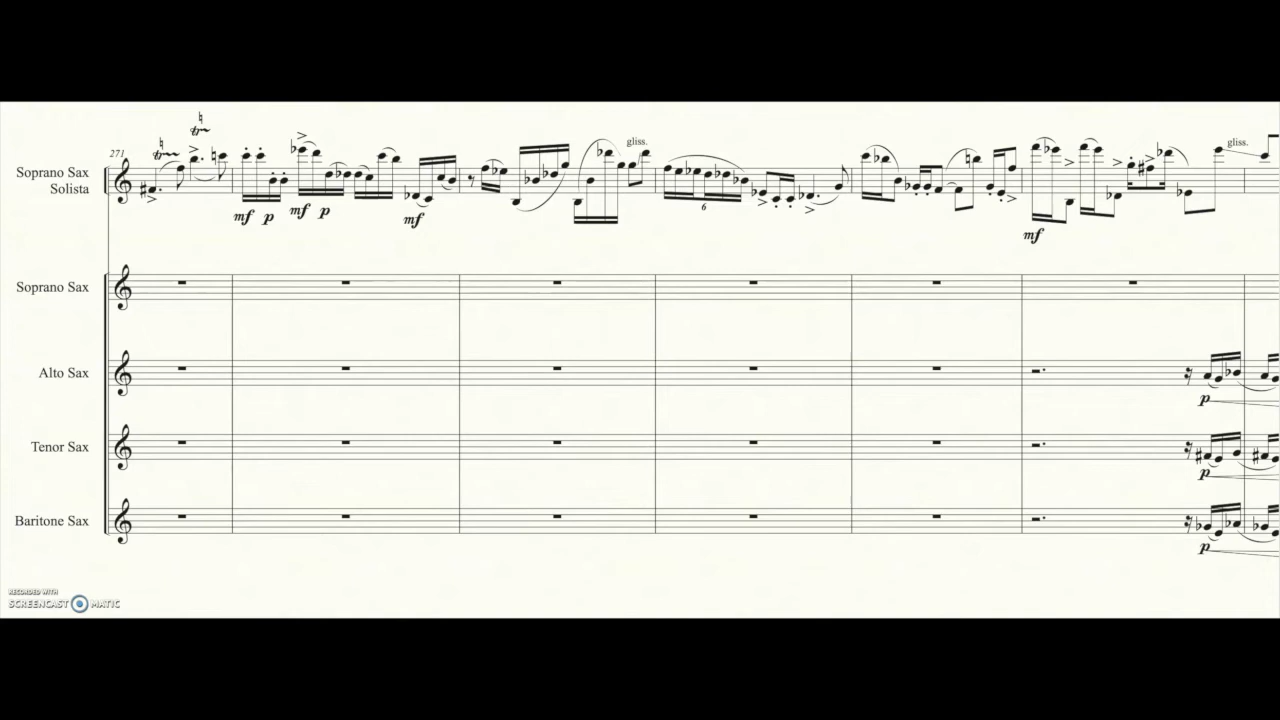 271
Soprano Sax
Solista
mf p mf p mf
gliss.
6
mf
gliss.
Soprano Sax
Alto Sax
p
Tenor Sax
p
Baritone Sax
p
RECORDED WITH
SCREENCAST MATIC